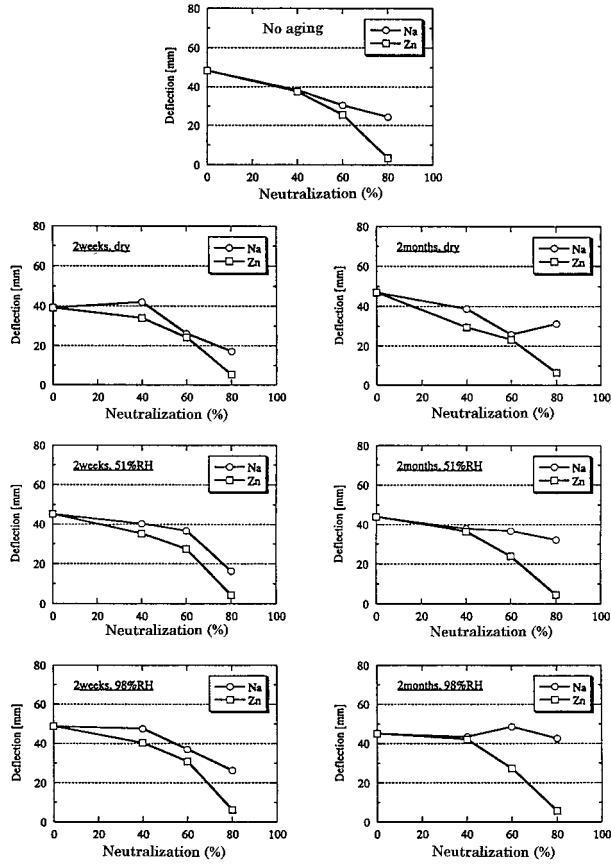 No aging
Na
Zn
Deflection [mm]
80
60
40
20
0
0 20 40 60 80 100
Neutralization (%)
2weeks, dry
Na
Zn
Deflection [mm]
80
60
40
20
0
0 20 40 60 80 100
Neutralization (%)
2months, dry
Na
Zn
Deflection [mm]
80
60
40
20
0
0 20 40 60 80 100
Neutralization (%)
2weeks, 51%RH
Na
Zn
Deflection [mm]
80
60
40
20
0
0 20 40 60 80 100
Neutralization (%)
2months, 51%RH
Na
Zn
Deflection [mm]
80
60
40
20
0
0 20 40 60 80 100
Neutralization (%)
2weeks, 98%RH
Na
Zn
Deflection [mm]
80
60
40
20
0
0 20 40 60 80 100
Neutralization (%)
2months, 98%RH
Na
Zn
Deflection [mm]
80
60
40
20
0
0 20 40 60 80 100
Neutralization (%)